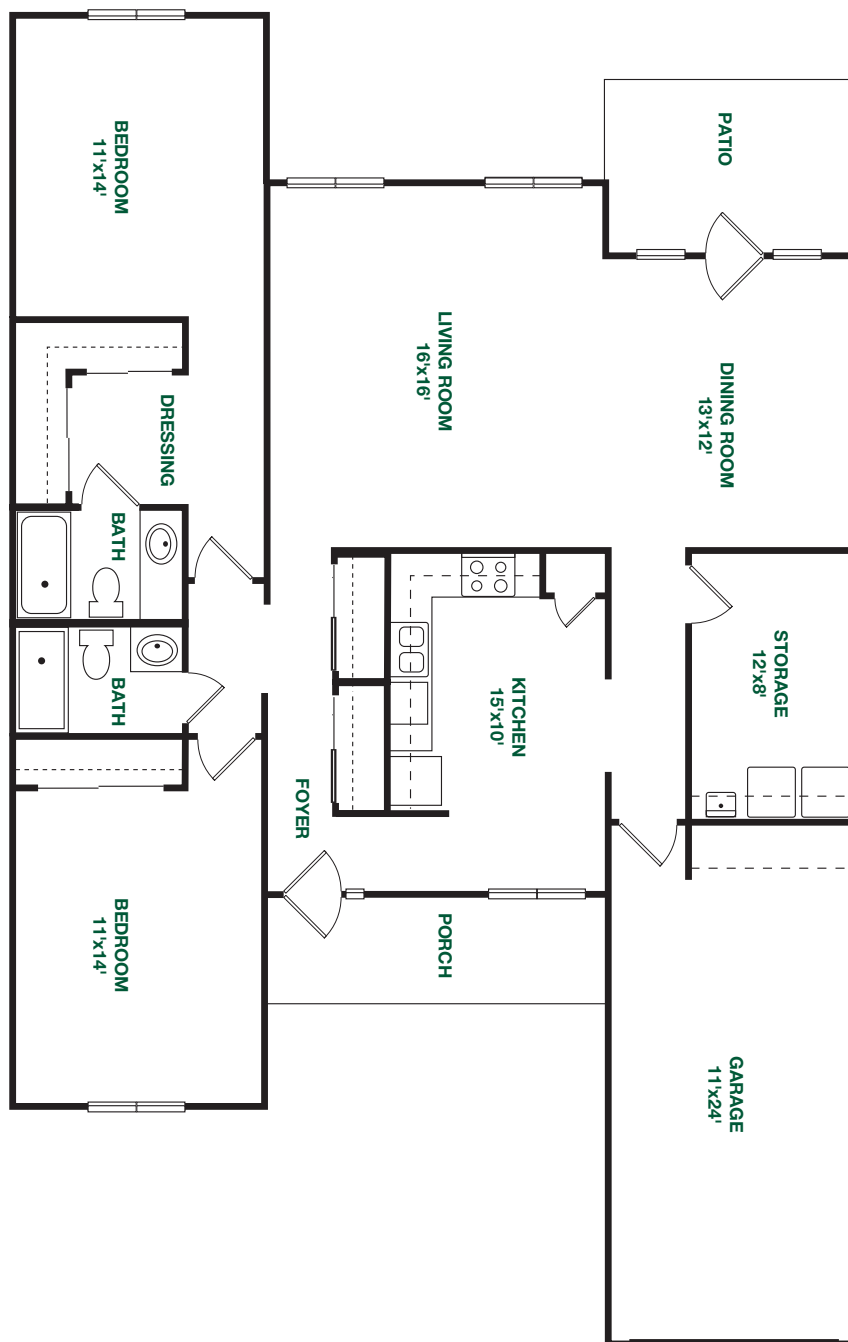 BEDROOM
11'x14'
PATIO
LIVING ROOM
16'x16'
DINING ROOM
13'x12'
DRESSING
BATH
BATH
KITCHEN
15'x10'
STORAGE
12'x8'
FOYER
BEDROOM
11'x14'
PORCH
GARAGE
11'x24'